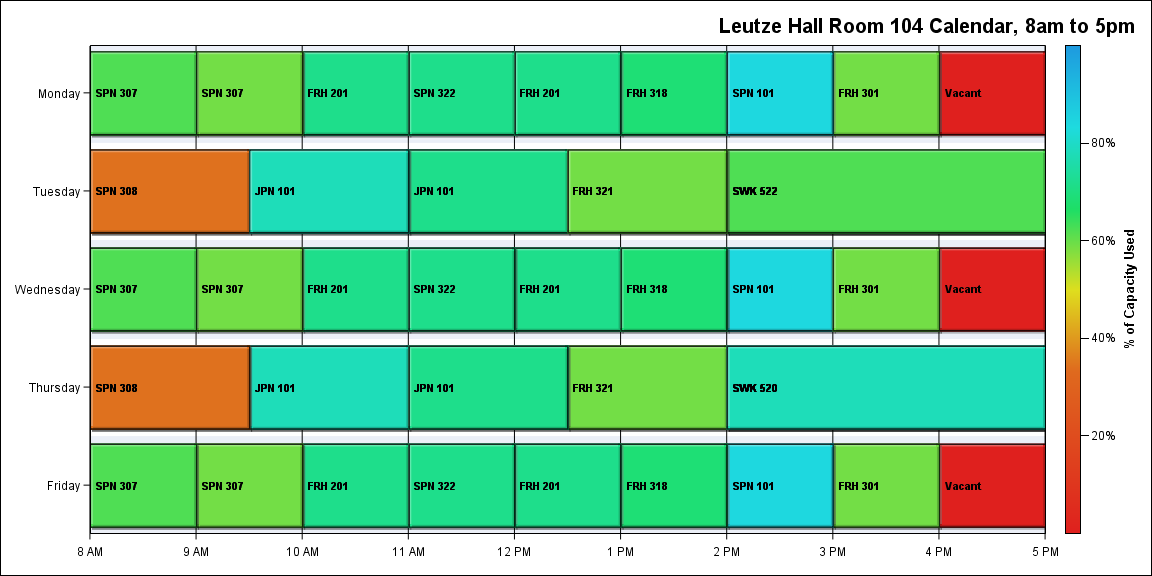 Leutze Hall Room 104 Calendar, 8am to 5pm
Monday
SPN 307
SPN 307
FRH 201
SPN 322
FRH 201
FRH 318
SPN 101
FRH 301
Vacant
Tuesday
SPN 308
JPN 101
JPN 101
FRH 321
SWK 522
Wednesday
SPN 307
SPN 307
FRH 201
SPN 322
FRH 201
FRH 318
SPN 101
FRH 301
Vacant
Thursday
SPN 308
JPN 101
JPN 101
FRH 321
SWK 520
Friday
SPN 307
SPN 307
FRH 201
SPN 322
FRH 201
FRH 318
SPN 101
FRH 301
Vacant
8 AM
9 AM
10 AM
11 AM
12 PM
1 PM
2 PM
3 PM
4 PM
5 PM
80%
60%
40%
20%
% of Capacity Used